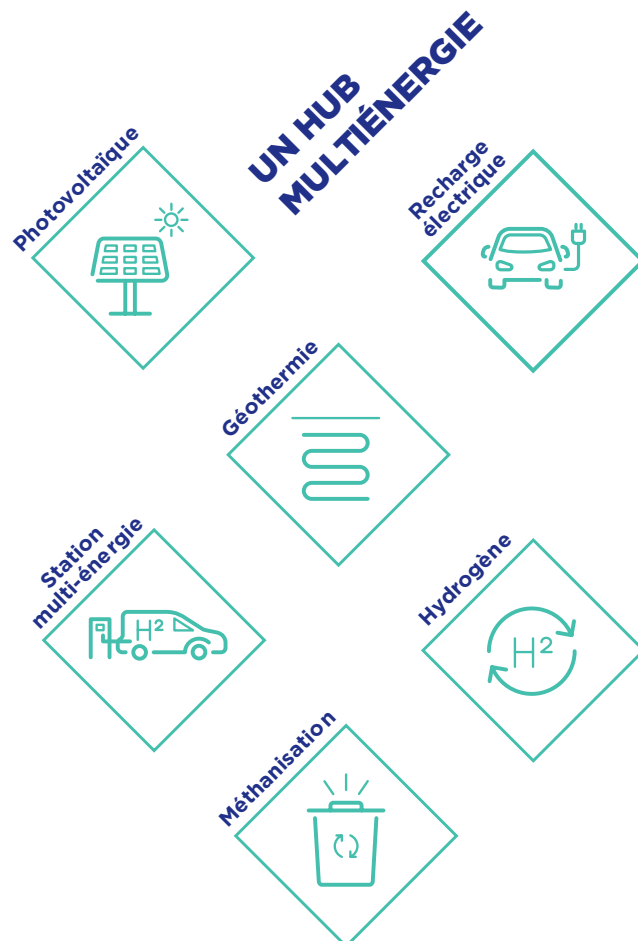 UN HUB
MULTIÉNERGIE
Photovoltaïque
Recharge
électrique
Géothermie
Station
multi-énergie
H²
Hydrogène
H²
Méthanisation